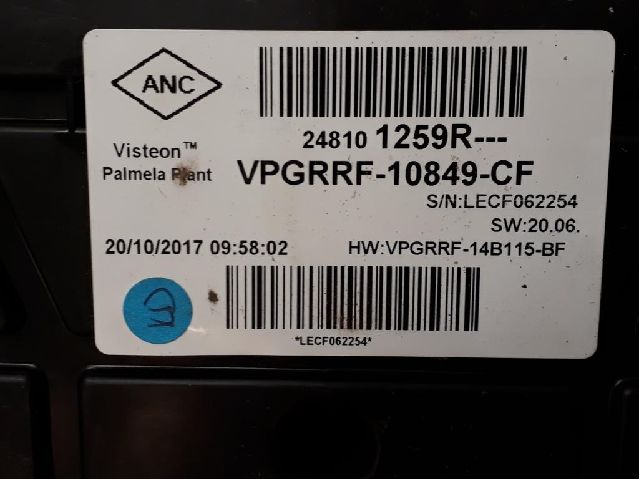 ANC
24810 1259R---
Visteon™
Palmela Plant
VPGRRF-10849-CF
S/N:LECF062254
SW:20.06.
20/10/2017 09:58:02
HW:VPGRRF-14B115-BF
*LECF062254*